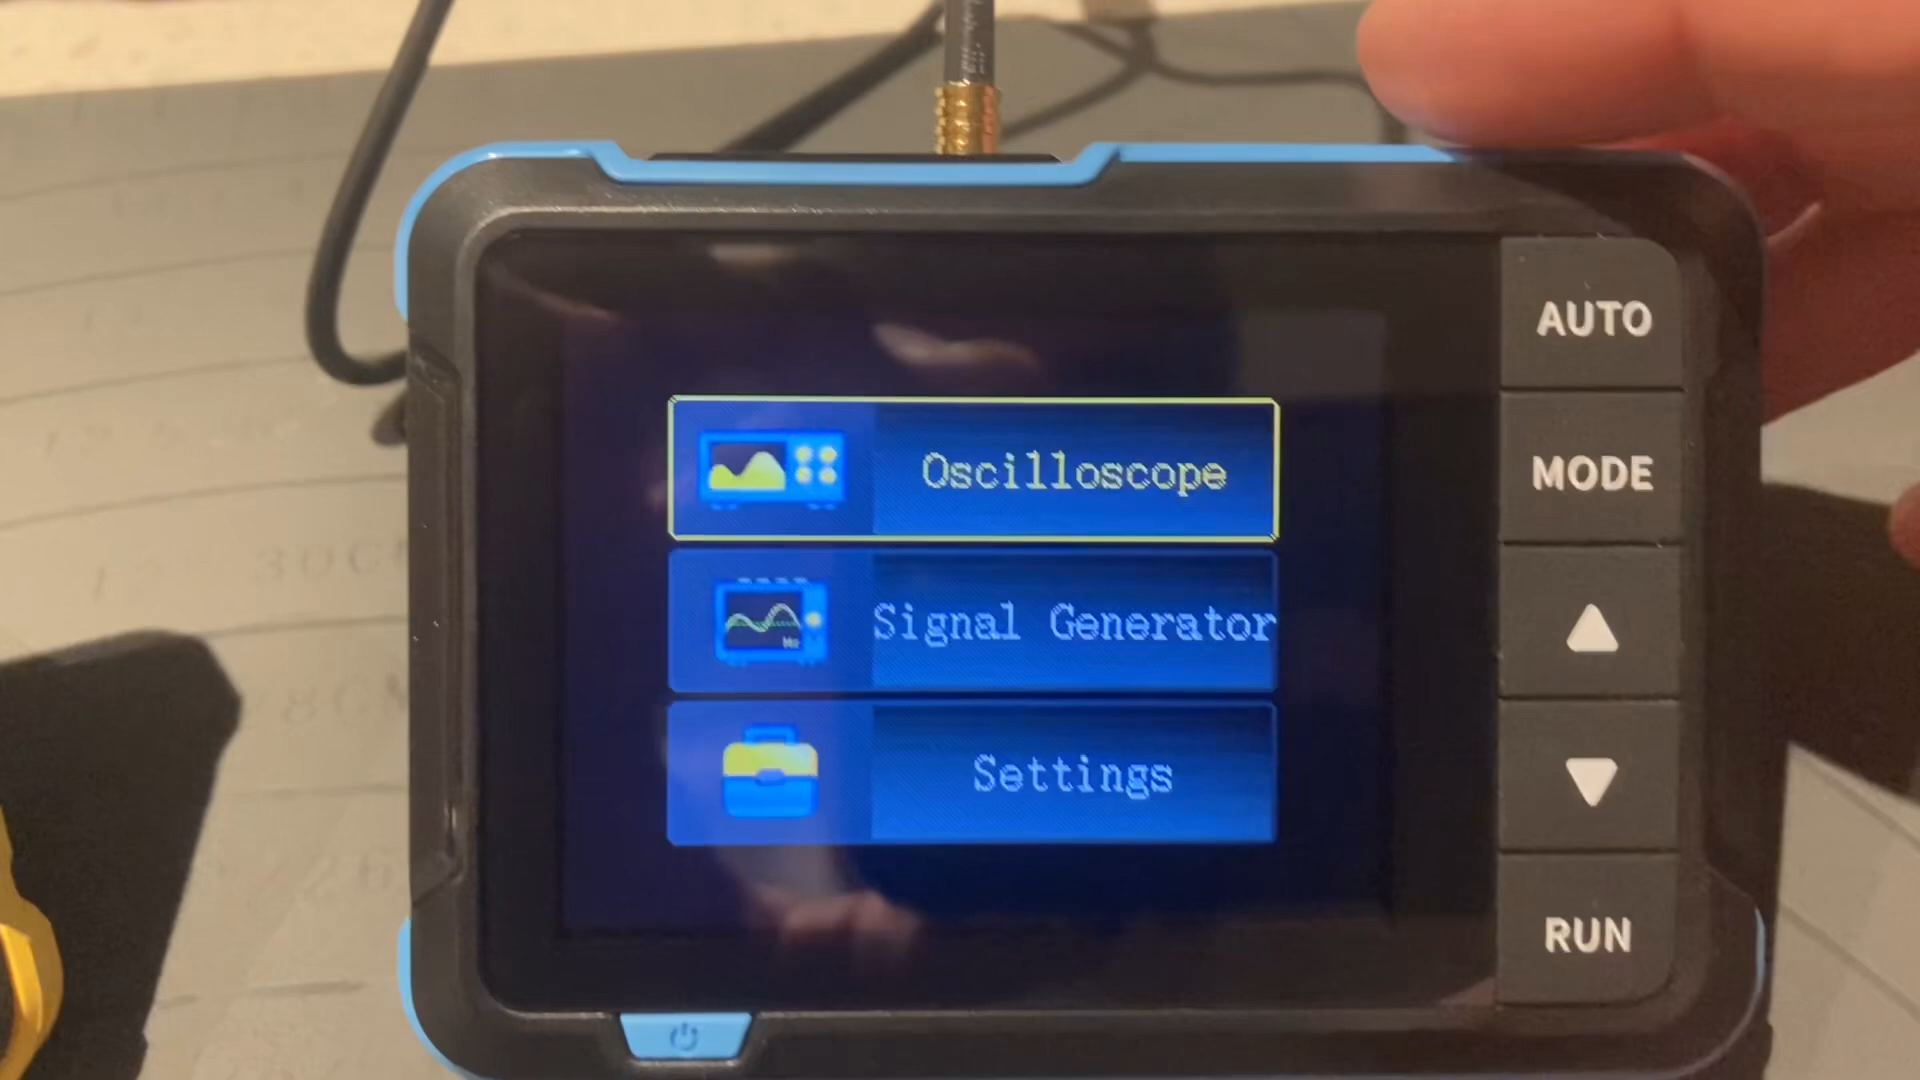 Oscilloscope
Signal Generator
Settings
AUTO
MODE
RUN